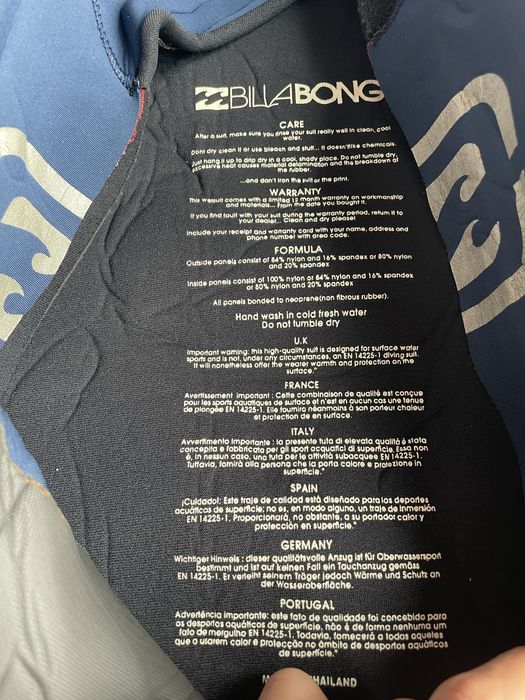 BILLABONG
CARE
After a suit, make sure you rinse your suit really well in clean, cool
water.
dont dry clean it or use bleach and stuff... It doesn'tlike chemicals.
Just hang it up to drip dry in a cool, shady place. Do not tumble dry,
excessive heat causes material delamination and the breakdown of
the rubber.
...and don't iron the suit or the print.
WARRANTY
This wetsuit comes with a limited 12 month warranty on workmanship
and materials... From the date you bought it.
If you find foult with your suit during the warranty period, return it to
your dealer... Clean and dry please!
Include your receipt and warranty card with your name, address and
phone number with area code.
FORMULA
Outside panels consist of 84% nylon and 16% spandex or 80% nylon
and 20% spandex
Inside panels consist of 100% nylon or 84% nylon and 16% spandex
or 80% nylon and 20% spandex
All panels bonded to neoprene(non fibrous rubber).
Hand wash in cold fresh water
Do not tumble dry
U.K
Important warning: this high-quality suit is designed for surface water
sports and is not, under any circumstances, an EN 14225-1 diving suit.
It will nonetheless offer the wearer warmth and protection on the
surface."
FRANCE
Avertissement important : Cette combinaison de qualité est conçue
pour les sports aquatiques de surface et n'est en aucun cas une tenue
de plongée EN 14225-1. Elle fournira néanmoins à son porteur chaleur
et protection de en surface.
ITALY
Avvertimento importante : la presente tuta di elevata qualità è stata
concepita e fabbricata per gli sport acquatici di superficie. Essa non
è, in nessun caso, una tuta per le attività subacquee EN 14225-1.
Tuttavia, fornirà alla persona che la porta calore e protezione in
superficie."
SPAIN
¡Cuidado!: Este traje de calidad está diseñado para los deportes
acuáticos de superficie; no es, en modo alguno, un traje de inmersión
EN 14225-1. Proporcionará, no obstante, a su portador calor y
protección en superficie."
GERMANY
Wichtiger Hinweis : dieser qualitätsvolle Anzug ist für Oberwassersport
bestimmt und ist auf keinen Fall ein Tauchanzug gemäss
EN 14225-1. Er verleiht seinem Träger jedoch Wärme und Schutz an
der Wasseroberfläche.
PORTUGAL
Advertência importante: este fato de qualidade foi concebido para
os desportos aquáticos de superfície, não é de forma nenhuma um
fato de mergulho EN 14225-1. Todavia, fornecerá a todos aqueles
que o usarem calor e protecção no âmbito de desportos aquáticos
de superfície."
THAILAND